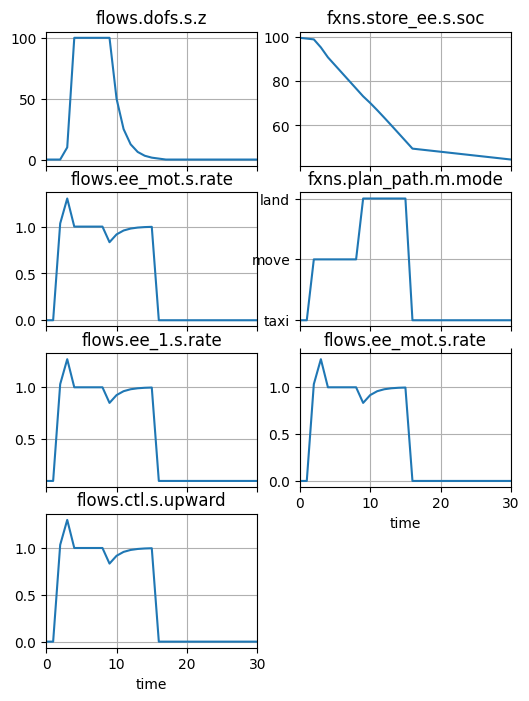 flows.dofs.s.z
100
50
0
fxns.store_ee.s.soc
100
80
60
flows.ee_mot.s.rate
1.0
0.5
0.0
fxns.plan_path.m.mode
land
move
taxi
flows.ee_1.s.rate
1.0
0.5
flows.ee_mot.s.rate
1.0
0.5
0.0
0 10 20 30
time
flows.ctl.s.upward
1.0
0.5
0.0
0 10 20 30
time